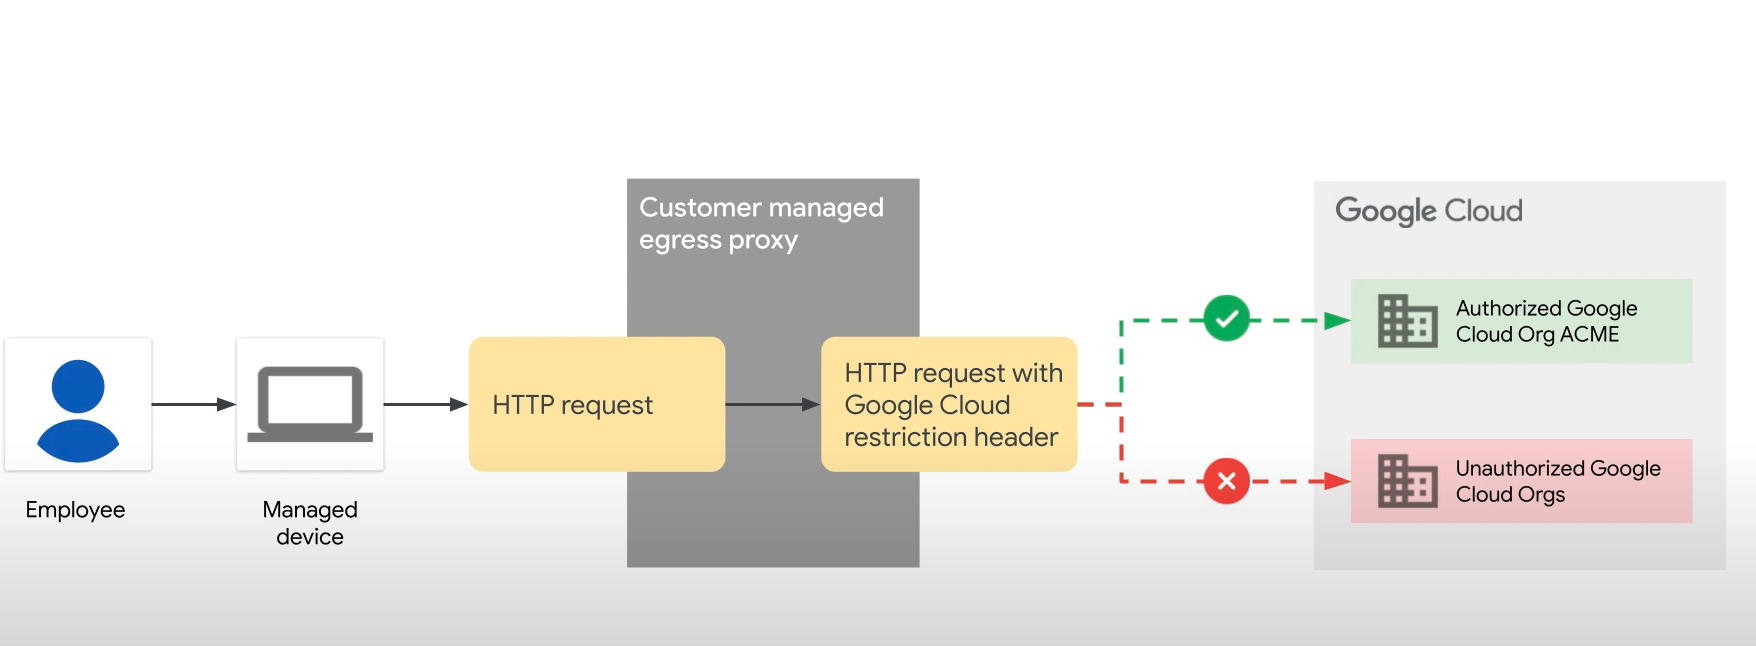 Customer managed
egress proxy
Google Cloud
Authorized Google
Cloud Org ACME
HTTP request
HTTP request with
Google Cloud
restriction header
Unauthorized Google
Cloud Orgs
Employee
Managed
device